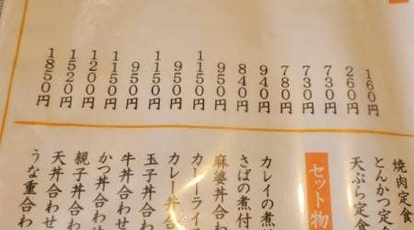 160円
260円
730円
730円
780円
940円
840円
950円
1150円
950円
1150円
950円
1150円
1200円
1520円
1850円
焼肉定食
とんかつ定
天ぷら定食
セット物
カレイの煮
さばの煮付
麻婆丼合わ
カレーライ
カレー丼合
玉子丼合わ
牛丼合わせ
かつ丼合わせ
親子丼合わせ
天丼合わせ
うな重合わ